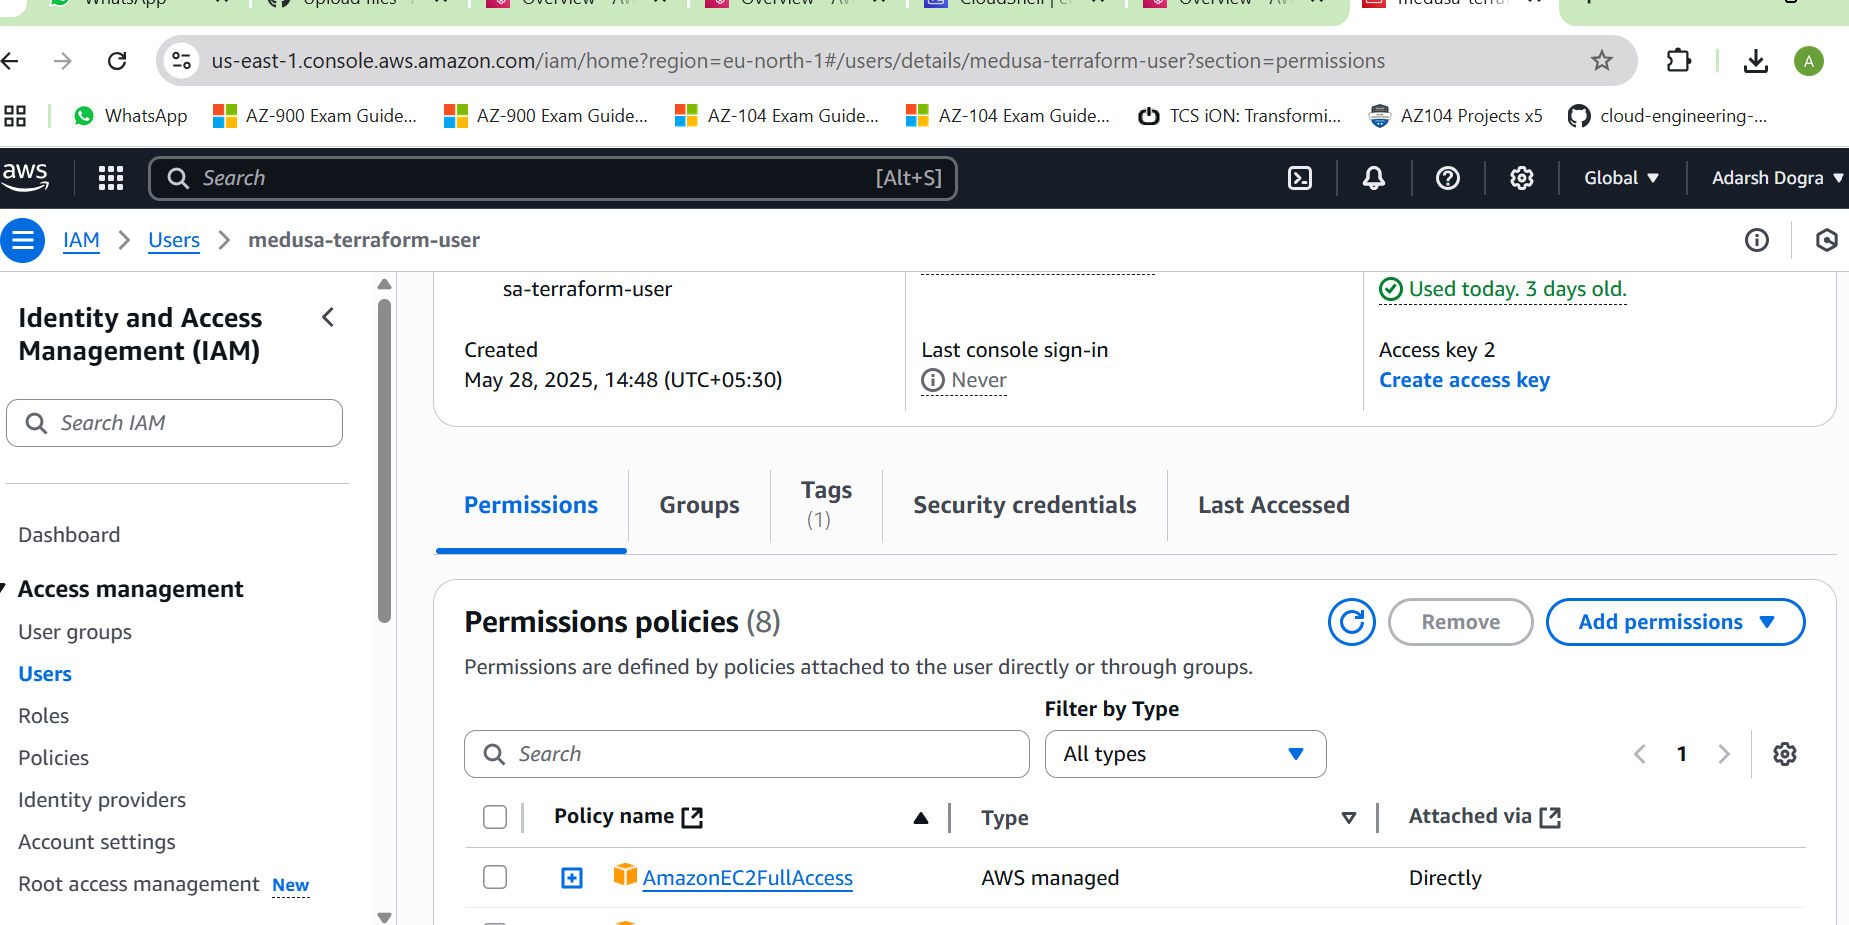 WhatsApp
us-east-1.console.aws.amazon.com/iam/home?region=eu-north-1#/users/details/medusa-terraform-user?section=permissions
A
WhatsApp
AZ-900 Exam Guide...
AZ-900 Exam Guide...
AZ-104 Exam Guide...
AZ-104 Exam Guide...
TCS iON: Transformi...
AZ104 Projects x5
cloud-engineering-...
aws
Search
[Alt+S]
Global
Adarsh Dogra
IAM
Users
medusa-terraform-user
Identity and Access
Management (IAM)
Search IAM
Dashboard
Access management
User groups
Users
Roles
Policies
Identity providers
Account settings
Root access management New
sa-terraform-user
Used today. 3 days old.
Created
May 28, 2025, 14:48 (UTC+05:30)
Last console sign-in
Never
Access key 2
Create access key
Permissions
Groups
Tags
(1)
Security credentials
Last Accessed
Permissions policies (8)
Remove
Add permissions
Permissions are defined by policies attached to the user directly or through groups.
Filter by Type
Search
All types
1
Policy name
Type
Attached via
AmazonEC2FullAccess
AWS managed
Directly